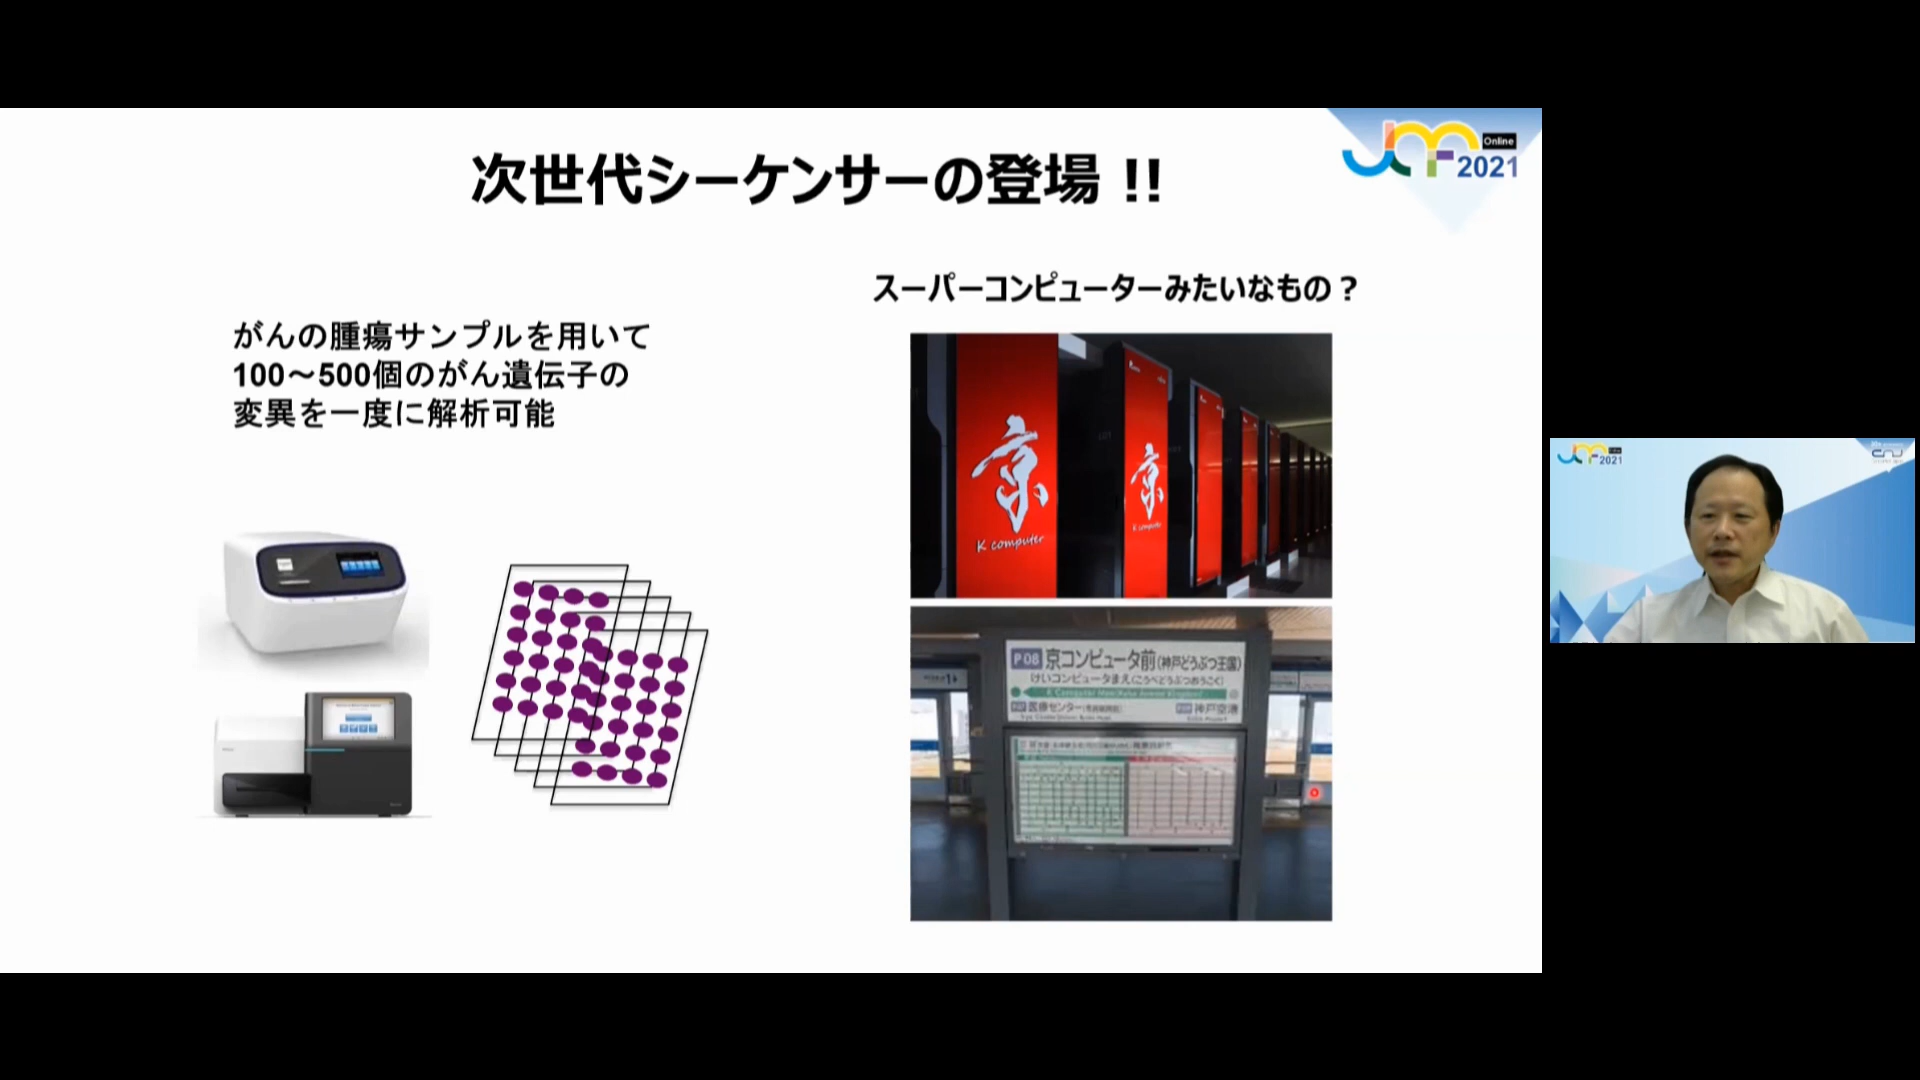 次世代シーケンサーの登場 !!
Online
2021
スーパーコンピューターみたいなもの？
がんの腫瘍サンプルを用いて
100～500個のがん遺伝子の
変異を一度に解析可能
京
K computer
京
K computer
P08 京コンピュータ前(神戸どうぶつ王国)
けいコンピュータまえ(こうべどうぶつおうこく)
医療センター
神戸空港
2021